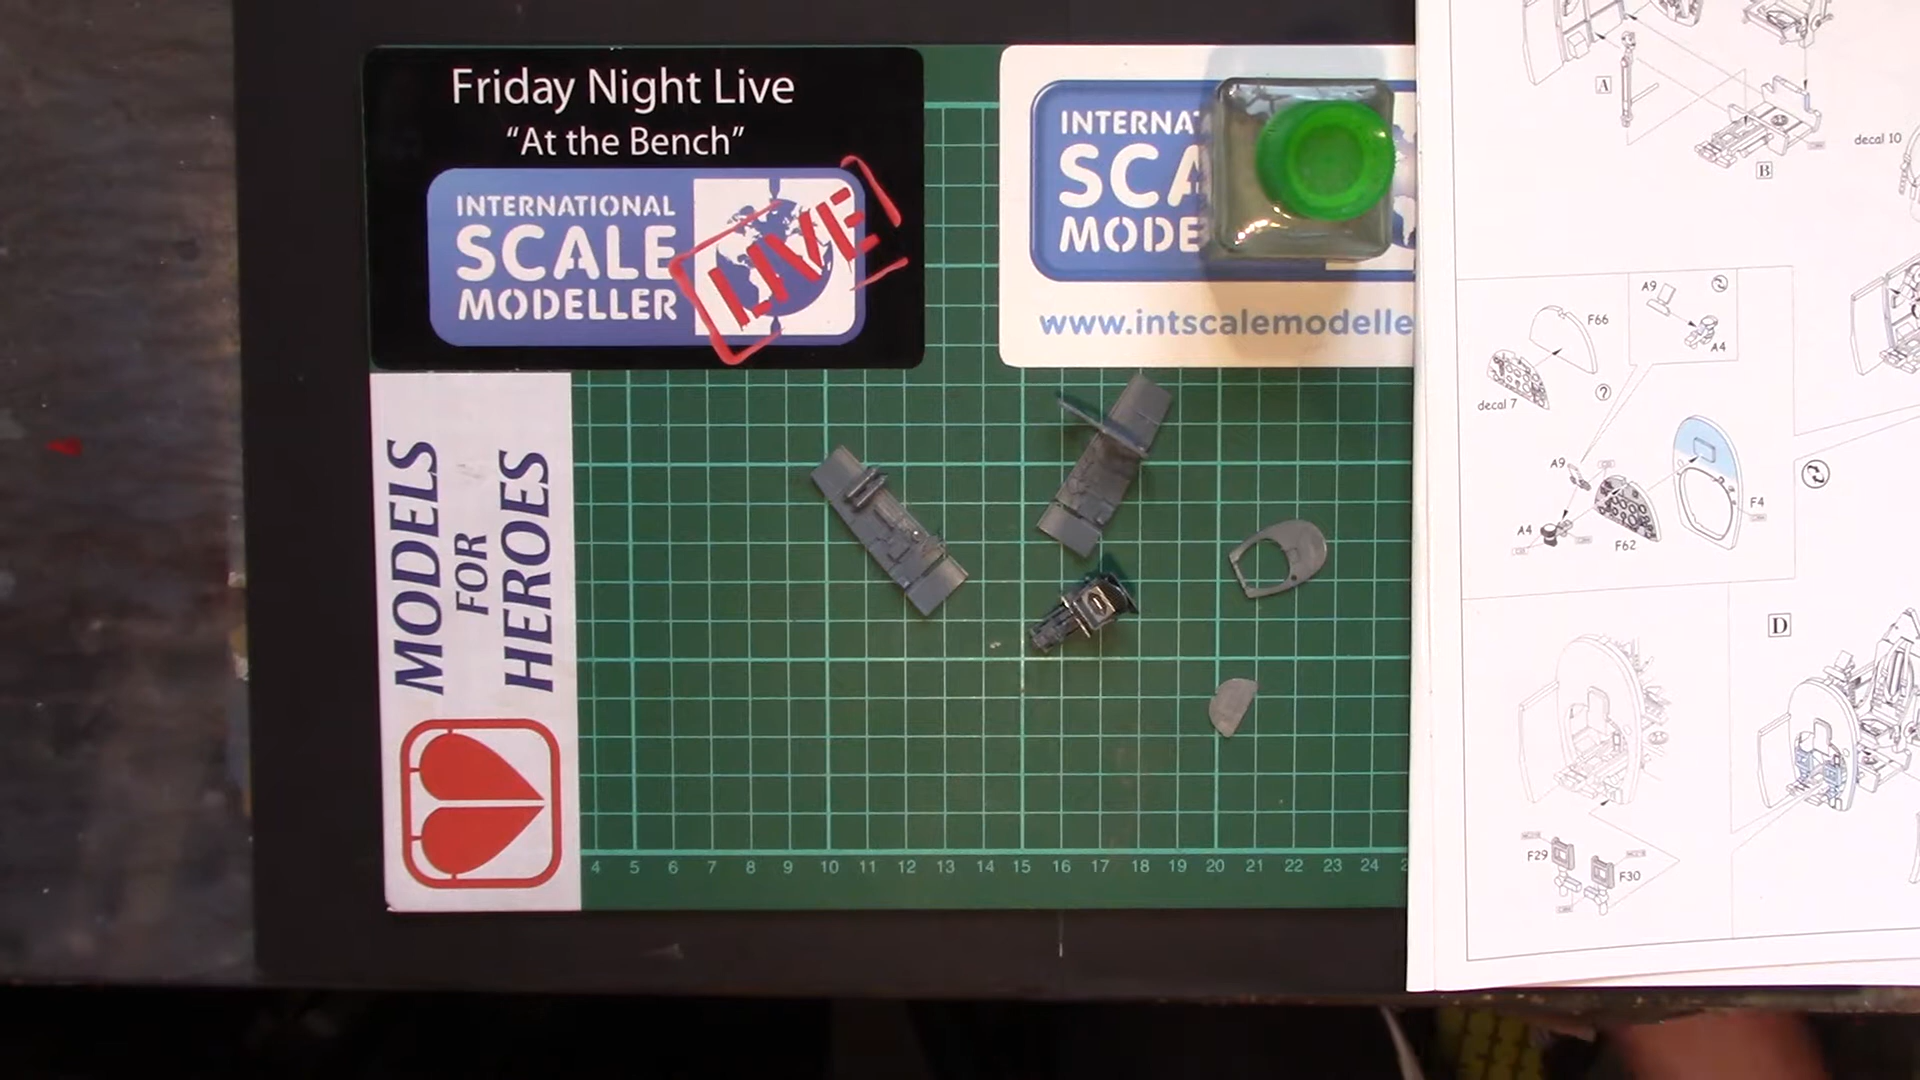 Friday Night Live
“At the Bench”
INTERNATIONAL
SCALE
MODELLER
LIVE!
INTERNA
SCA
MODE
www.intscalemodelle
MODELS
FOR
HEROES
4 5 6 7 8 9 10 11 12 13 14 15 16 17 18 19 20 21 22 23 24
A
B
decal 10
A9
A4
F66
decal 7
?
A9
A4
F62
F4
D
F29
F30